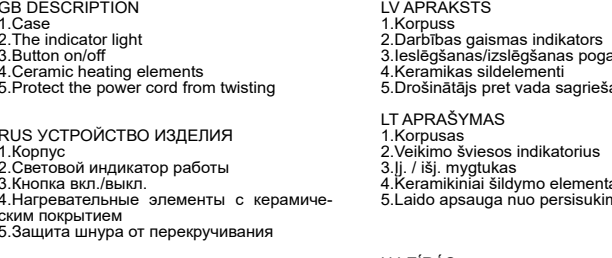 GB DESCRIPTION
1.Case
2.The indicator light
3.Button on/off
4.Ceramic heating elements
5.Protect the power cord from twisting
RUS УСТРОЙСТВО ИЗДЕЛИЯ
1.Корпус
2.Световой индикатор работы
3.Кнопка вкл./выкл.
4.Нагревательные элементы с керамиче-
ским покрытием
5.Защита шнура от перекручивания
LV APRAKSTS
1.Korpuss
2.Darbības gaismas indikators
3.Ieslēgšanas/izslēgšanas poga
4.Keramikas sildelementi
5.Drošinātājs pret vada
LT APRAŠYMAS
1.Korpusas
2.Veikimo šviesos indikatorius
3.Įj. / išj. mygtukas
4.Keramikiniai šildymo
5.Laido apsauga nuo